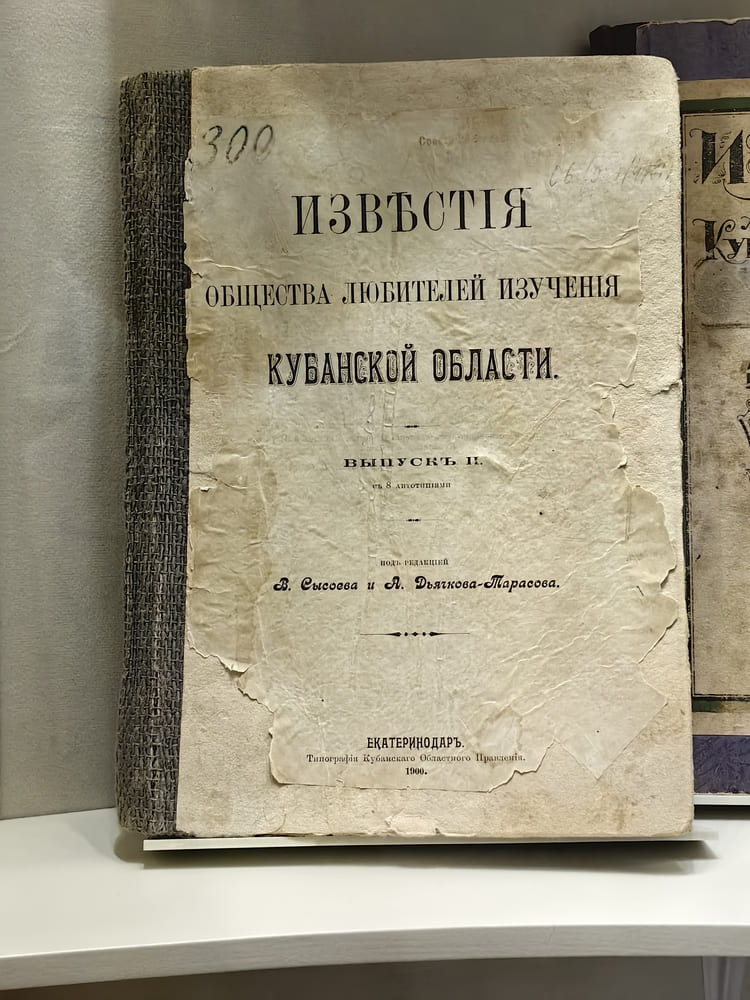 300
ИЗВѢСТІЯ
ОБЩЕСТВА ЛЮБИТЕЛЕЙ ИЗУЧЕНІЯ
КУБАНСКОЙ ОБЛАСТИ.
ВЫПУСКЪ II.
съ 8 автотипіями
ПОДЪ РЕДАКЦІЕЙ
В. Сысоева и А. Дьячкова-Тарасова.
ЕКАТЕРИНОДАРЪ.
Типографія Кубанскаго Областного Правленія.
1900.